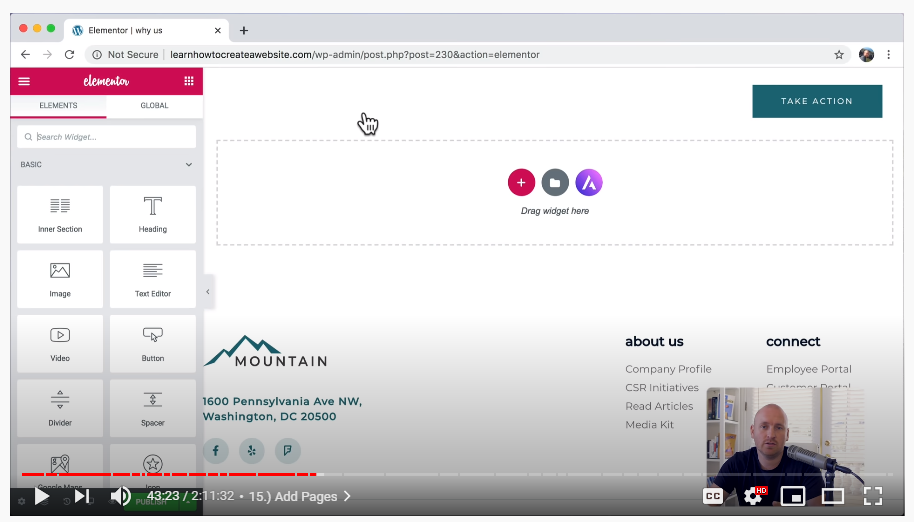 Elementor | why us
Not Secure | learnhowtocreateawebsite.com/wp-admin/post.php?post=230&action=elementor
elementor
ELEMENTS GLOBAL
TAKE ACTION
Search Widget...
BASIC
Inner Section Heading
Drag widget here
Image Text Editor
Video Button
MOUNTAIN
about us connect
Company Profile Employee Portal
CSR Initiatives Customer Portal
Read Articles
Media Kit
1600 Pennsylvania Ave NW,
Washington, DC 20500
Divider Spacer
Google Maps Icon
43:23 / 2:11:32 • 15.) Add Pages
PUBLISH
CC HD